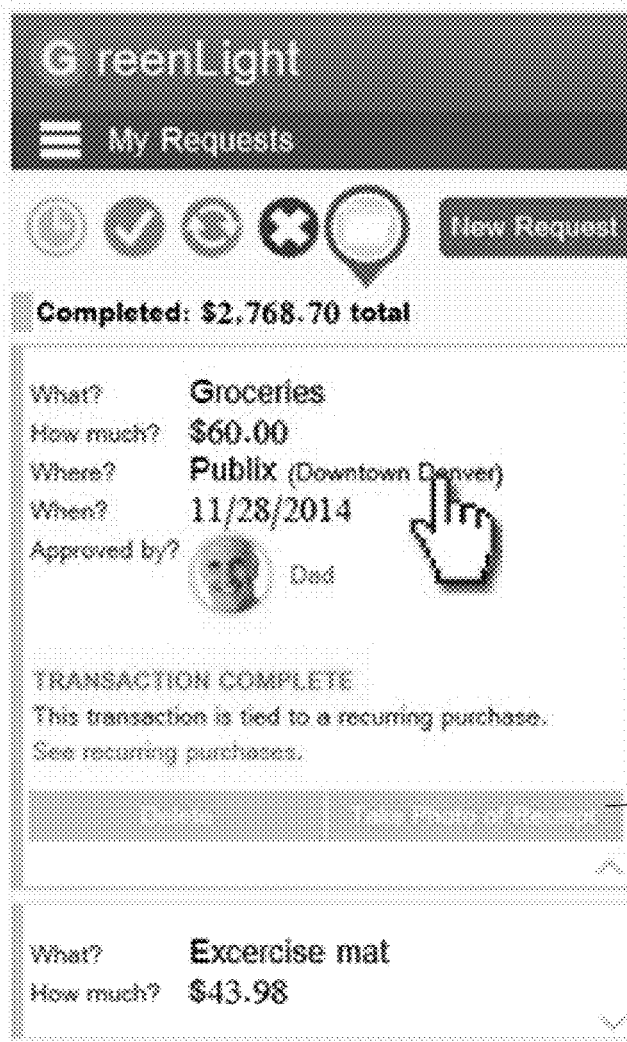 G reenLight
My Requests
New Request
Completed: $2,768.70 total
What? Groceries
How much? $60.00
Where? Publix (Downtown Denver)
When? 11/28/2014
Approved by? Dad
TRANSACTION COMPLETE
This transaction is tied to a recurring purchase.
See recurring purchases.
What? Excercise mat
How much? $43.98